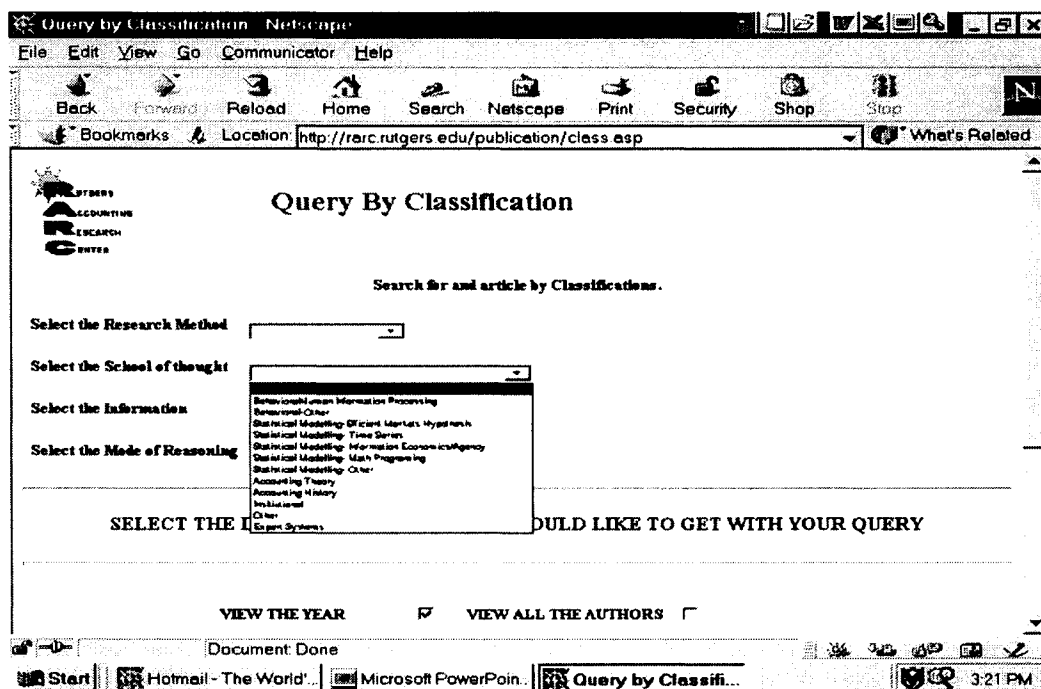 Query by Classification - Netscape
File Edit View Go Communicator Help
Back Forward Reload Home Search Netscape Print Security Shop Stop
Bookmarks Location: http://rarc.rutgers.edu/publication/class.asp What's Related
RUTGERS
ACCOUNTING
RESEARCH
CENTER
Query By Classification
Search for and article by Classifications.
Select the Research Method
Select the School of thought
Select the Information
Select the Mode of Reasoning
Behavioral-Human Information Processing
Behavioral-Other
Statistical Modelling- Efficient Markets Hypothesis
Statistical Modelling- Time Series
Statistical Modelling- Information Economics/Agency
Statistical Modelling- Math Programing
Statistical Modelling- Other
Accounting Theory
Accounting History
Institutional
Other
Expert Systems
SELECT THE OULD LIKE TO GET WITH YOUR QUERY
VIEW THE YEAR VIEW ALL THE AUTHORS
Document: Done
Start Hotmail - The World'... Microsoft PowerPoin... Query by Classifi... 3:21 PM